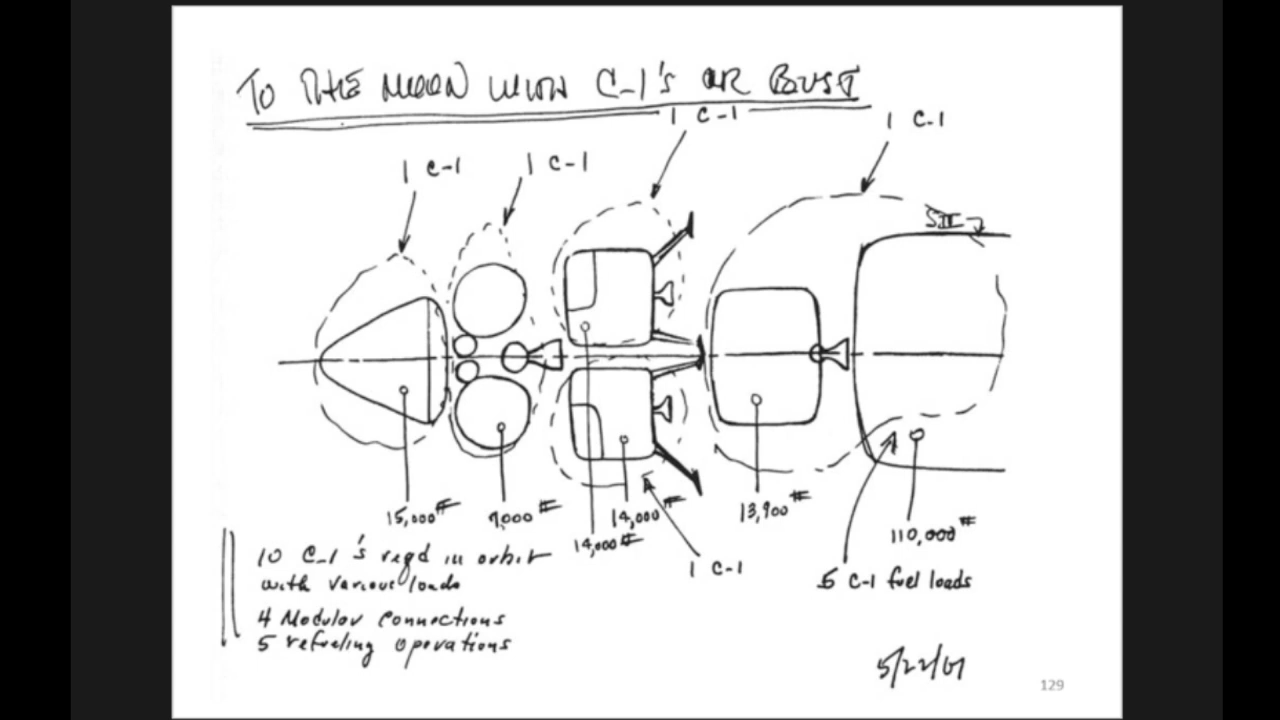 TO THE MOON WITH C-1's OR BUST
1 C-1
1 C-1
1 C-1
1 C-1
SII
15,000#
9,000#
14,000#
14,000#
13,900#
110,000#
1 C-1
5 C-1 fuel loads
10 C-1's reqd in orbit
with various loads
4 Modular Connections
5 refueling operations
5/22/61
129